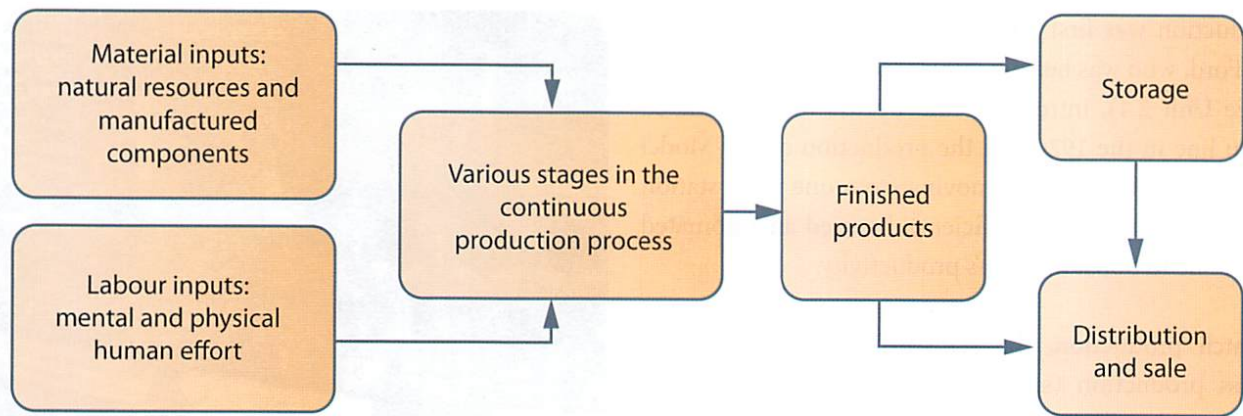 Material inputs:
natural resources and
manufactured
components
Labour inputs:
mental and physical
human effort
Various stages in the
continuous
production process
Finished
products
Storage
Distribution
and sale